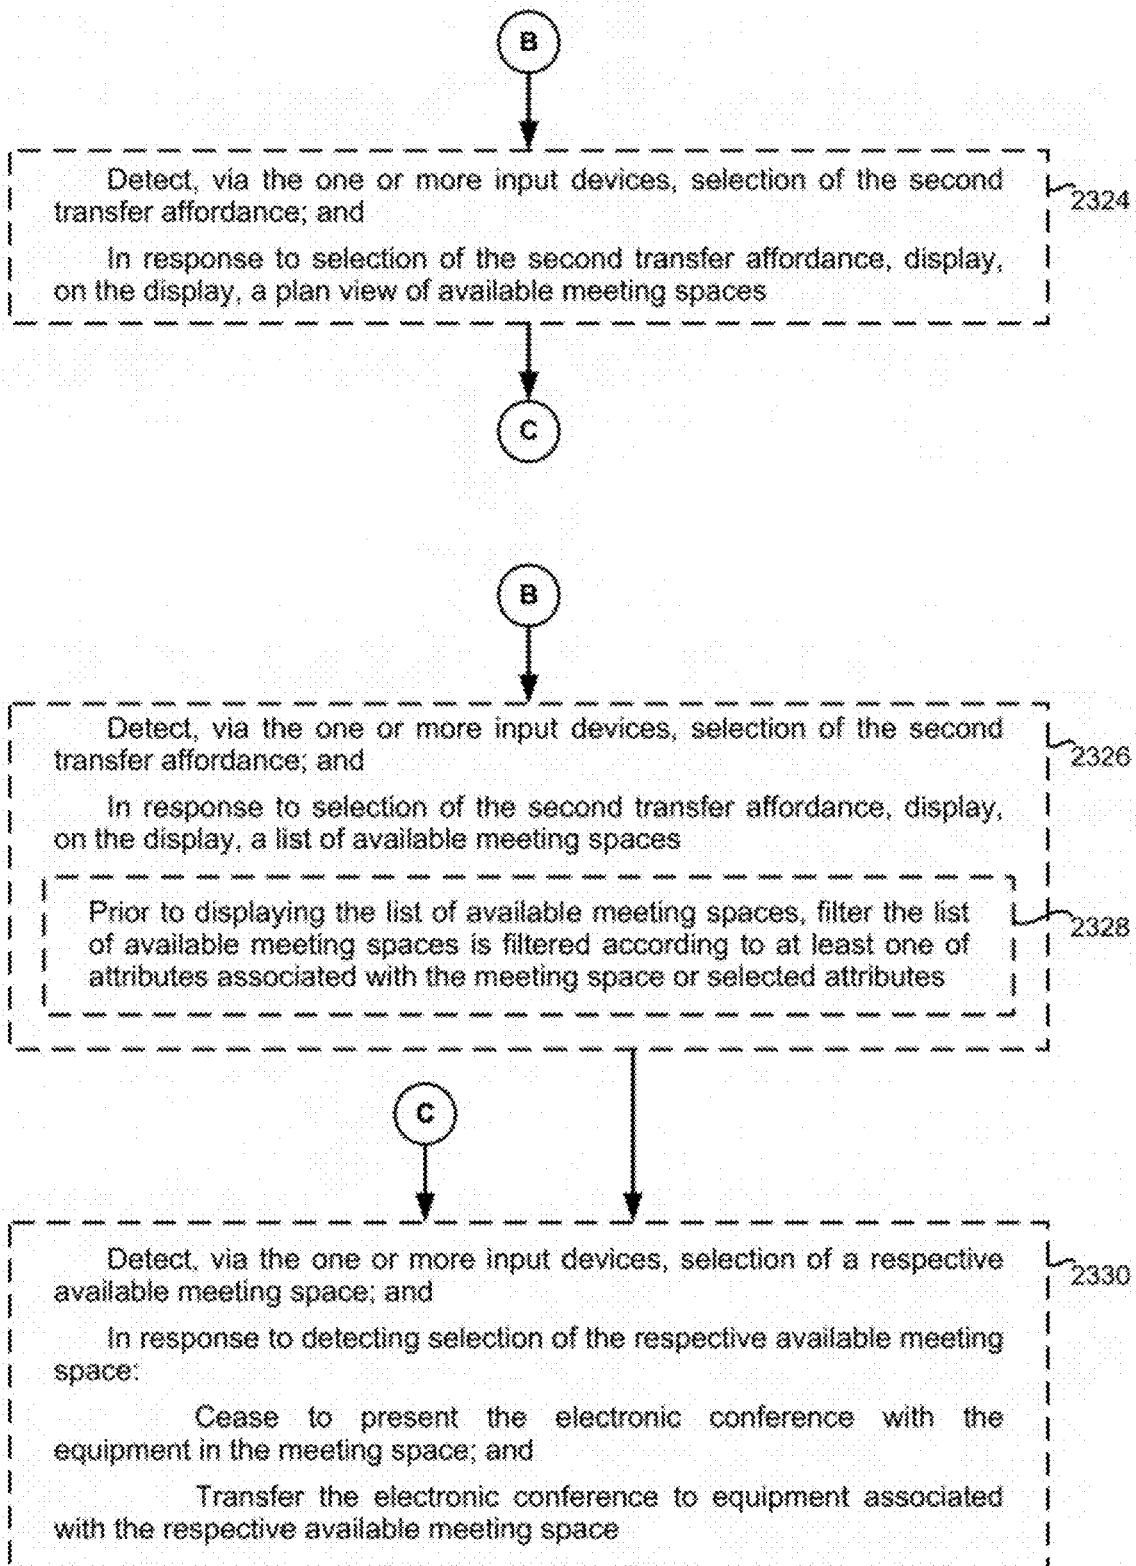 B
Detect, via the one or more input devices, selection of the second
transfer affordance; and
2324
In response to selection of the second transfer affordance, display,
on the display, a plan view of available meeting spaces
C
B
Detect, via the one or more input devices, selection of the second
transfer affordance; and
2326
In response to selection of the second transfer affordance, display,
on the display, a list of available meeting spaces
Prior to displaying the list of available meeting spaces, filter the list
of available meeting spaces is filtered according to at least one of
attributes associated with the meeting space or selected attributes
2328
C
Detect, via the one or more input devices, selection of a respective
available meeting space; and
2330
In response to detecting selection of the respective available meeting
space:
Cease to present the electronic conference with the
equipment in the meeting space; and
Transfer the electronic conference to equipment associated
with the respective available meeting space